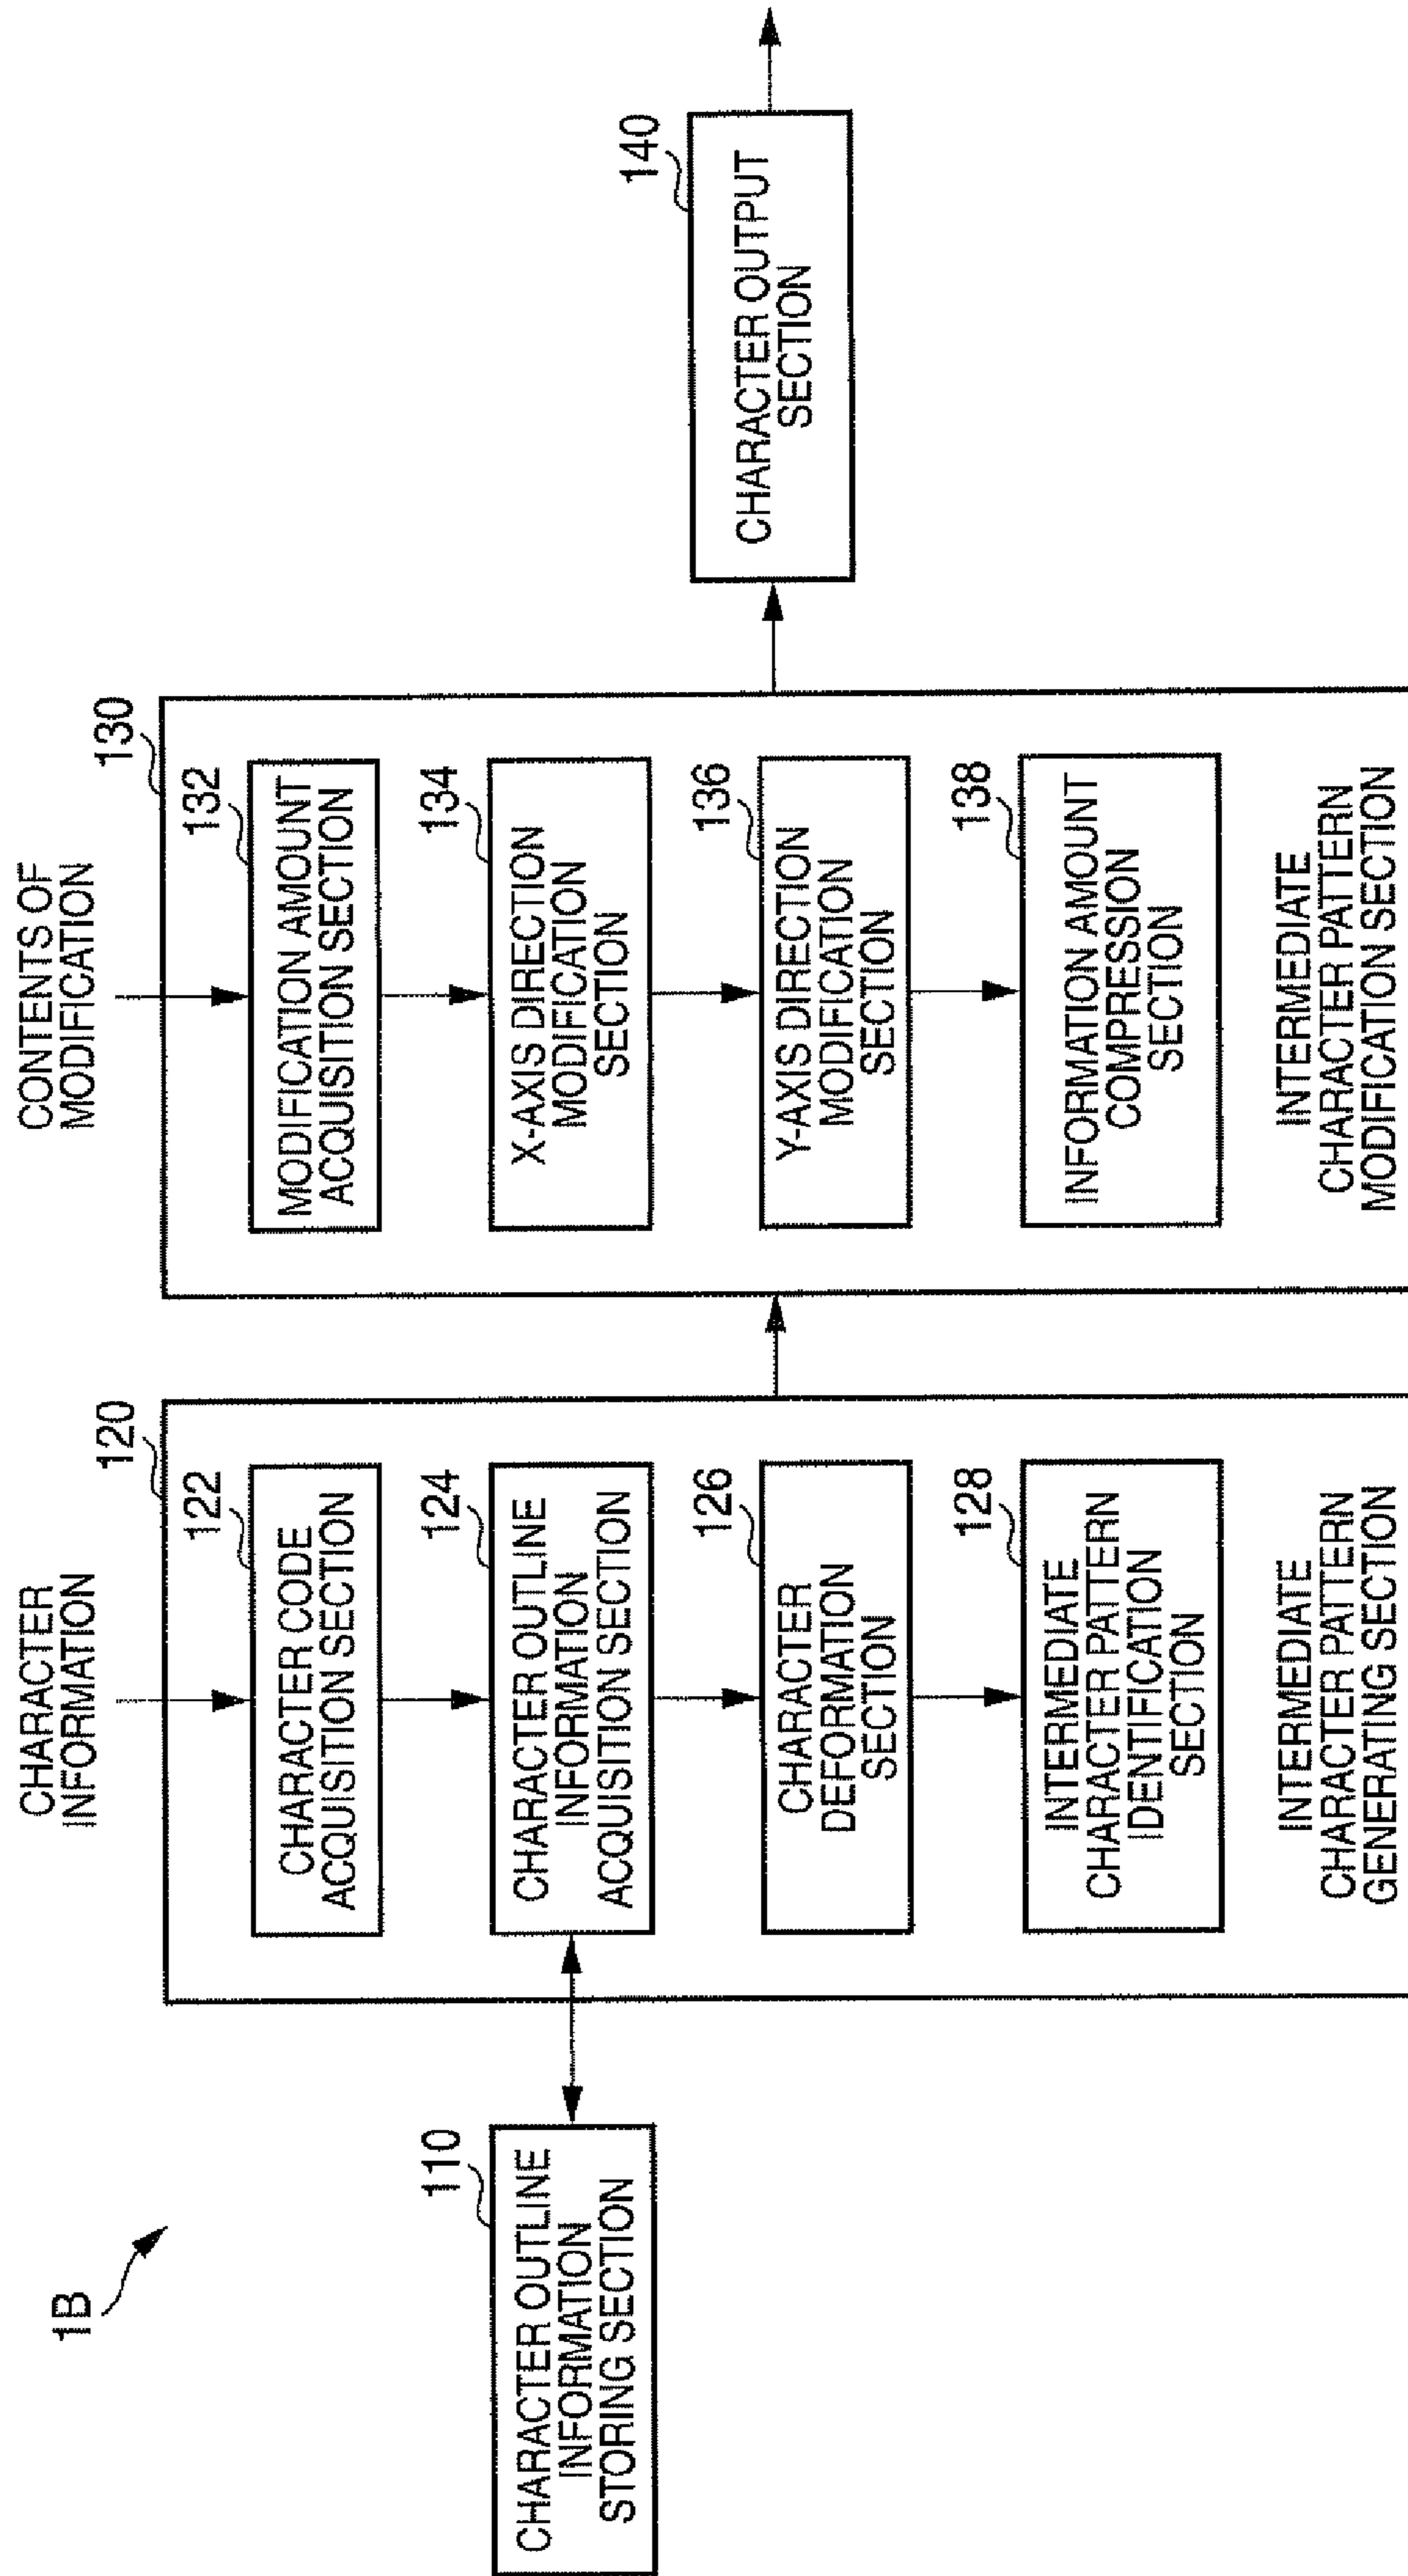 1B
110
CHARACTER OUTLINE
INFORMATION
STORING SECTION
CHARACTER
INFORMATION
120
122
CHARACTER CODE
ACQUISITION SECTION
124
CHARACTER OUTLINE
INFORMATION
ACQUISITION SECTION
126
CHARACTER
DEFORMATION
SECTION
128
INTERMEDIATE
CHARACTER PATTERN
IDENTIFICATION
SECTION
INTERMEDIATE
CHARACTER PATTERN
GENERATING SECTION
CONTENTS OF
MODIFICATION
130
132
MODIFICATION AMOUNT
ACQUISITION SECTION
134
X-AXIS DIRECTION
MODIFICATION
SECTION
136
Y-AXIS DIRECTION
MODIFICATION
SECTION
138
INFORMATION AMOUNT
COMPRESSION
SECTION
INTERMEDIATE
CHARACTER PATTERN
MODIFICATION SECTION
140
CHARACTER OUTPUT
SECTION